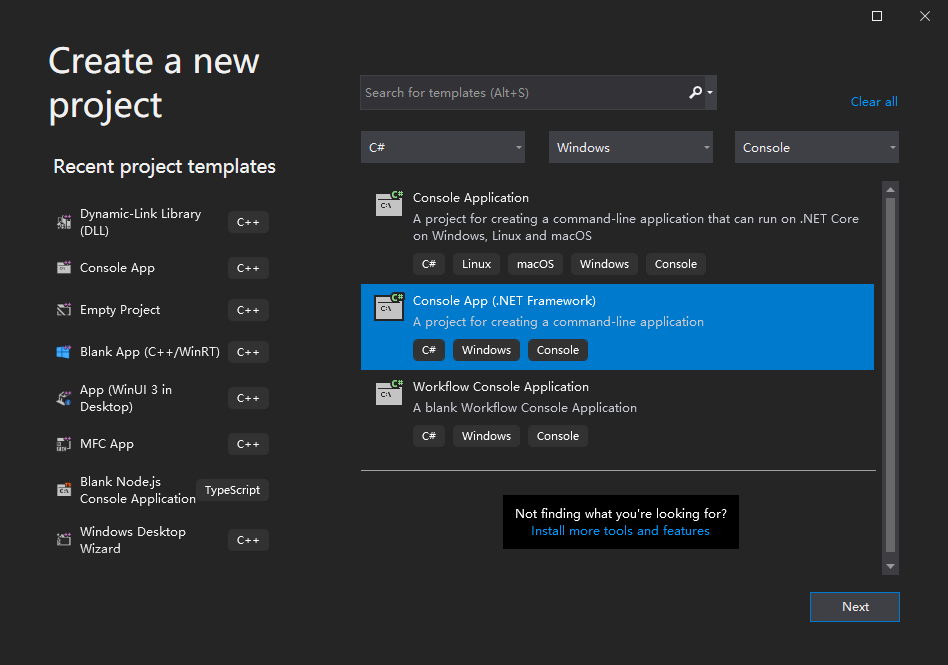 Create a new
project
Recent project templates
Dynamic-Link Library
(DLL)
C++
Console App
C++
Empty Project
C++
Blank App (C++/WinRT)
C++
App (WinUI 3 in
Desktop)
C++
MFC App
C++
Blank Node.js
Console Application
TypeScript
Windows Desktop
Wizard
C++
Search for templates (Alt+S)
Clear all
C#
Windows
Console
C#
C:\
Console Application
A project for creating a command-line application that can run on .NET Core
on Windows, Linux and macOS
C#
Linux
macOS
Windows
Console
C#
C:\
Console App (.NET Framework)
A project for creating a command-line application
C#
Windows
Console
C#
C:\
Workflow Console Application
A blank Workflow Console Application
C#
Windows
Console
Not finding what you're looking for?
Install more tools and features
Next